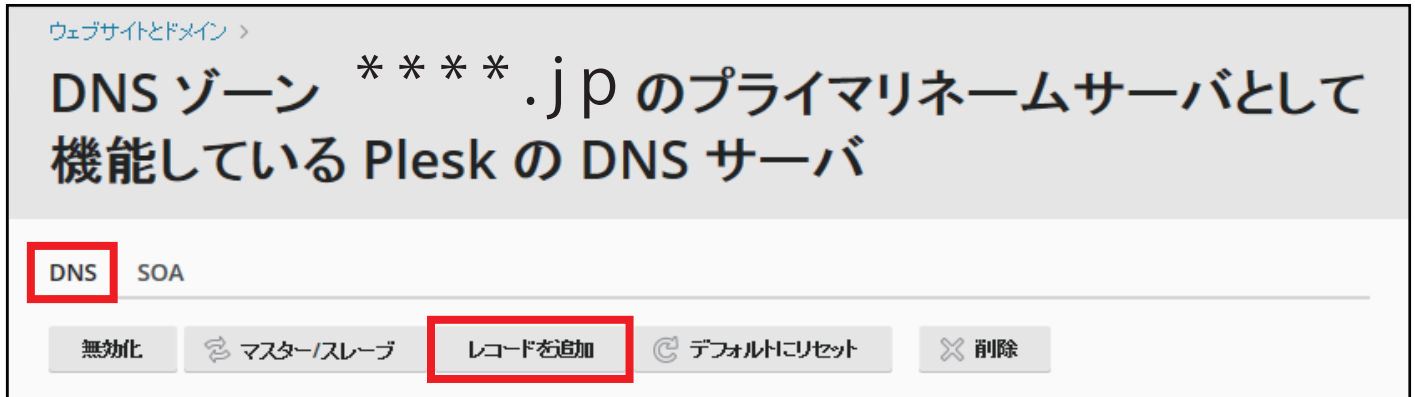 ウェブサイトとドメイン >
DNS ゾーン ****.jp のプライマリネームサーバとして
機能している Plesk の DNS サーバ
DNS SOA
無効化 マスター/スレーブ レコードを追加 デフォルトにリセット 削除